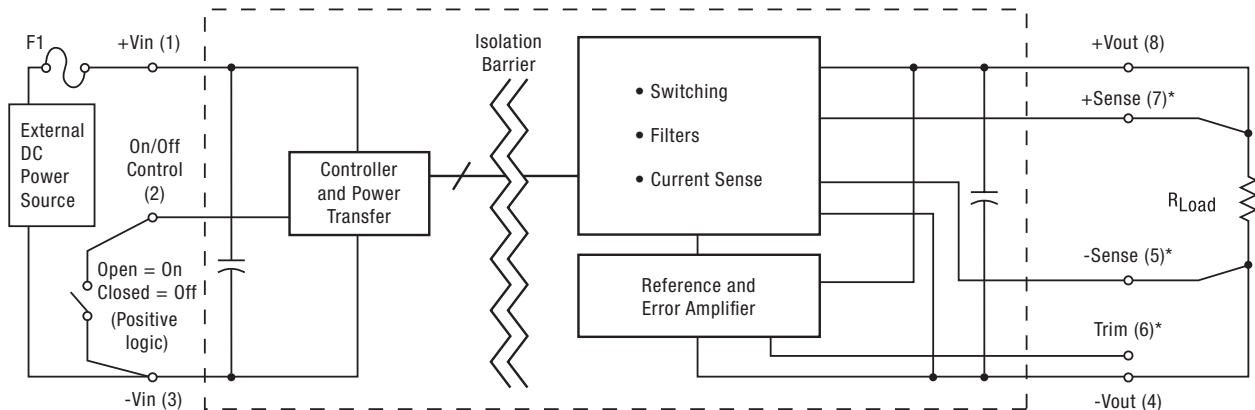 F1
+Vin (1)
External
DC
Power
Source
On/Off
Control
(2)
Open = On
Closed = Off
(Positive
logic)
-Vin (3)
Controller
and Power
Transfer
Isolation
Barrier
• Switching
• Filters
• Current Sense
Reference and
Error Amplifier
+Vout (8)
+Sense (7)*
RLoad
-Sense (5)*
Trim (6)*
-Vout (4)